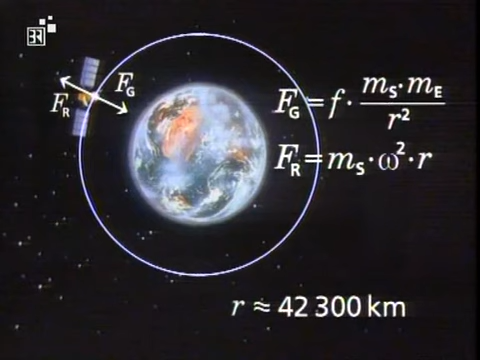 F_G
F_R
F_G = f · (m_S · m_E) / r²
F_R = m_S · ω² · r
r ≈ 42 300 km